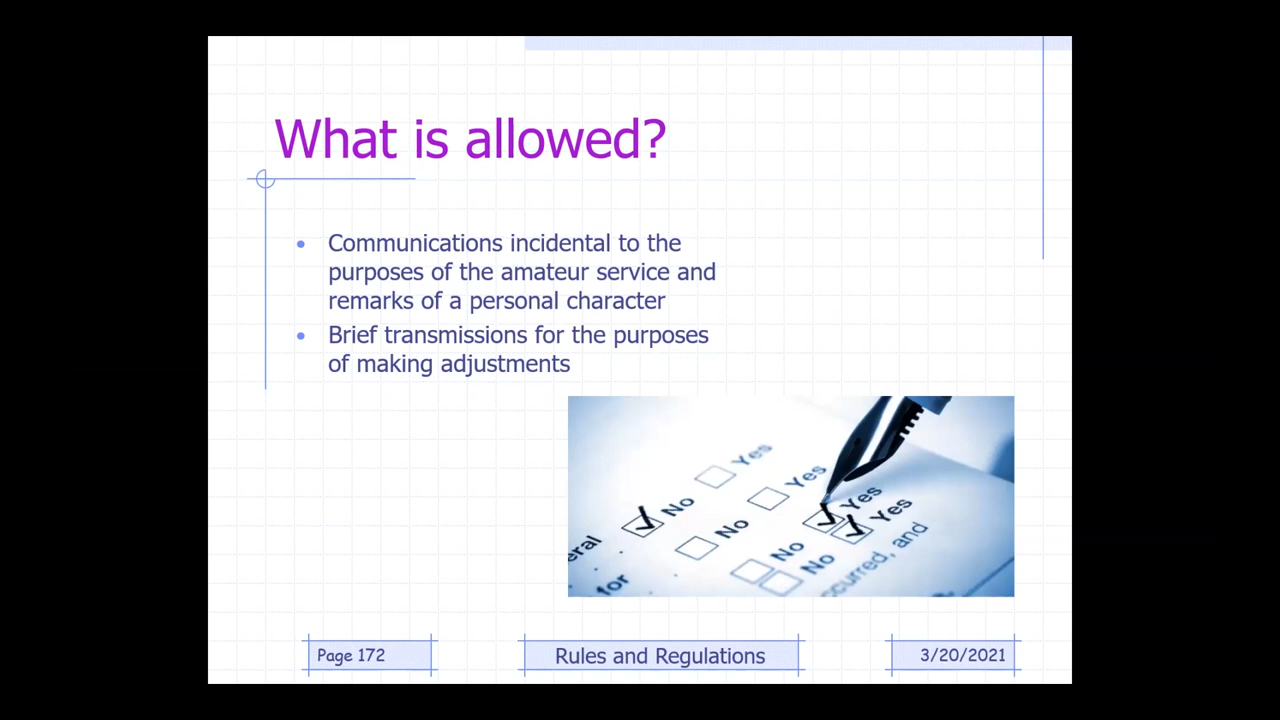 What is allowed?
• Communications incidental to the
purposes of the amateur service and
remarks of a personal character
• Brief transmissions for the purposes
of making adjustments
Yes
No
Yes
No
Yes
Yes
No
No
eral
for
ccurred, and
Page 172
Rules and Regulations
3/20/2021